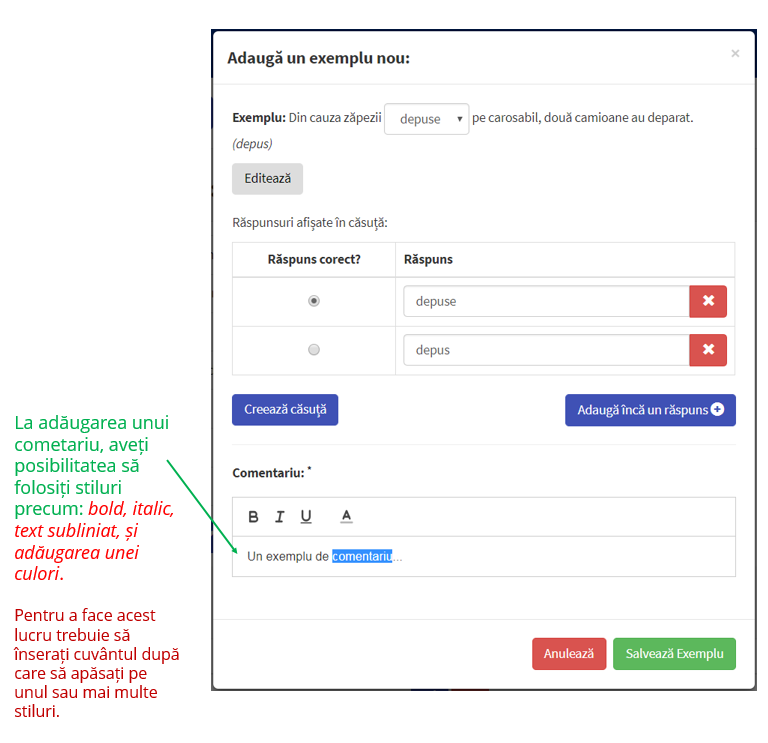 Adaugă un exemplu nou:
×
Exemplu: Din cauza zăpezii depuse pe carosabil, două camioane au deparat.
(depus)
Editează
Răspunsuri afișate în căsuță:
Răspuns corect? Răspuns
depuse
depus
Creează căsuță Adaugă încă un răspuns
Comentariu: *
B I U A
Un exemplu de comentariu...
Anulează Salvează Exemplu
La adăugarea unui
cometariu, aveți
posibilitatea să
folosiți stiluri
precum: bold, italic,
text subliniat, și
adăugarea unei
culori.
Pentru a face acest
lucru trebuie să
înserați cuvântul după
care să apăsați pe
unul sau mai multe
stiluri.